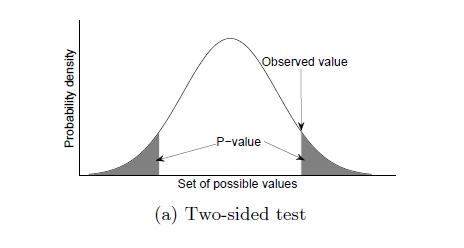 Probability density
Observed value
P−value
Set of possible values
(a) Two-sided test